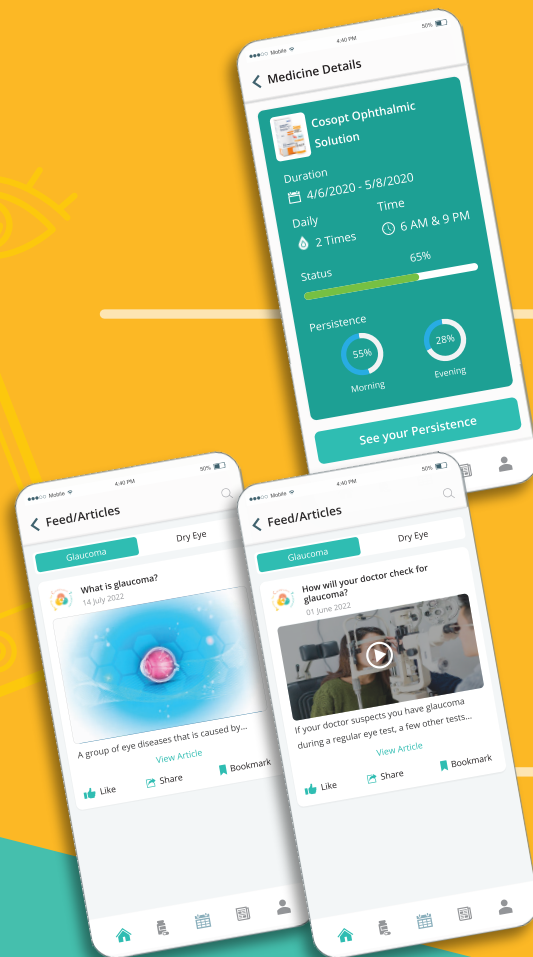 Mobile
4:40 PM
50%
Medicine Details
Cosopt Ophthalmic
Solution
Duration
4/6/2020 - 5/8/2020
Daily
Time
2 Times
6 AM & 9 PM
Status
65%
Persistence
55%
28%
Morning
Evening
See your Persistence
Mobile
4:40 PM
50%
Feed/Articles
Glaucoma
Dry Eye
What is glaucoma?
14 July 2022
A group of eye diseases that is caused by...
View Article
Like
Share
Bookmark
Mobile
4:40 PM
50%
Feed/Articles
Glaucoma
Dry Eye
How will your doctor check for
glaucoma?
01 June 2022
If your doctor suspects you have glaucoma
during a regular eye test, a few other tests...
View Article
Like
Share
Bookmark